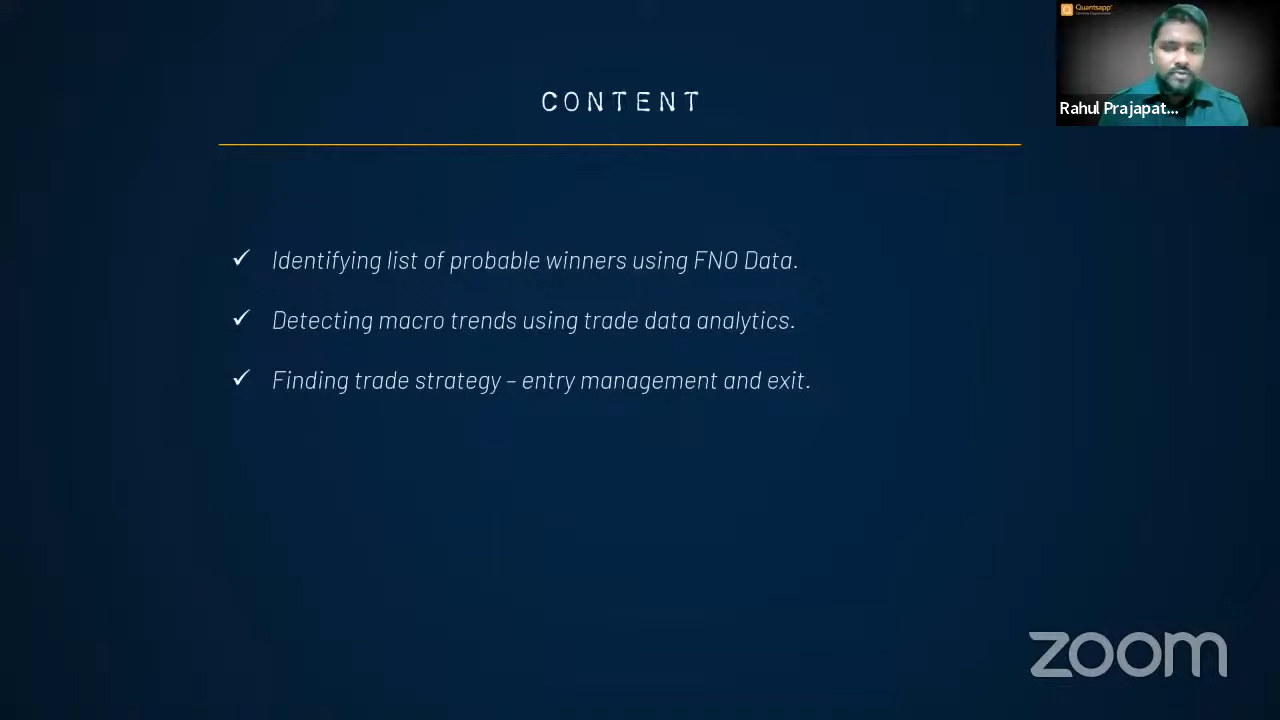 Quantsapp
CONTENT
Rahul Prajapat...
✓ Identifying list of probable winners using FNO Data.
✓ Detecting macro trends using trade data analytics.
✓ Finding trade strategy – entry management and exit.
zoom